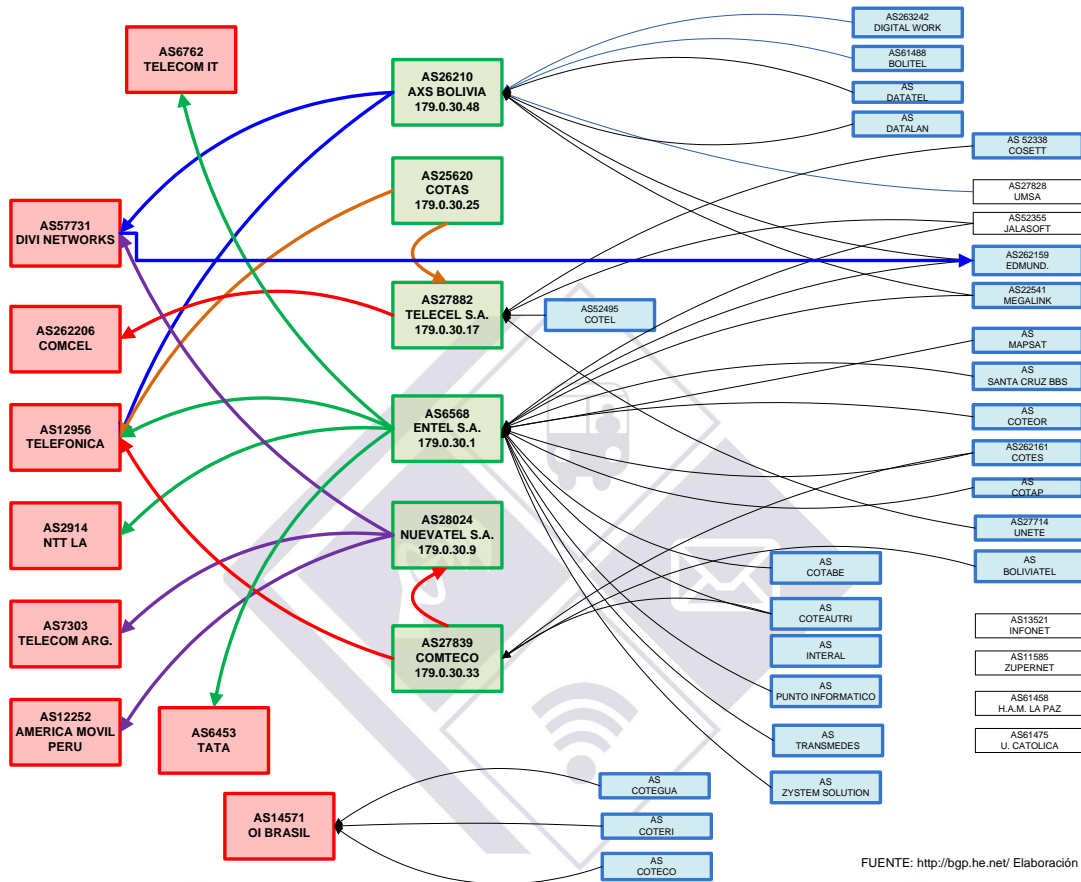 AS6762
TELECOM IT
AS57731
DIVI NETWORKS
AS262206
COMCEL
AS12956
TELEFONICA
AS2914
NTT LA
AS7303
TELECOM ARG.
AS12252
AMERICA MOVIL
PERU
AS6453
TATA
AS14571
OI BRASIL
AS26210
AXS BOLIVIA
179.0.30.48
AS25620
COTAS
179.0.30.25
AS27882
TELECEL S.A.
179.0.30.17
AS6568
ENTEL S.A.
179.0.30.1
AS28024
NUEVATEL S.A.
179.0.30.9
AS27839
COMTECO
179.0.30.33
AS52495
COTEL
AS
COTEGUA
AS
COTERI
AS
COTECO
AS263242
DIGITAL WORK
AS61488
BOLITEL
AS
DATATEL
AS
DATALAN
AS
COTABE
AS
COTEAUTRI
AS
INTERAL
AS
PUNTO INFORMATICO
AS
TRANSMEDES
AS
ZYSTEM SOLUTION
AS 52338
COSETT
AS27828
UMSA
AS52355
JALASOFT
AS262159
EDMUND.
AS22541
MEGALINK
AS
MAPSAT
AS
SANTA CRUZ BBS
AS
COTEOR
AS262161
COTES
AS
COTAP
AS27714
UNETE
AS
BOLIVIATEL
AS13521
INFONET
AS11585
ZUPERNET
AS61458
H.A.M. LA PAZ
AS61475
U. CATOLICA
FUENTE: http://bgp.he.net/ Elaboración